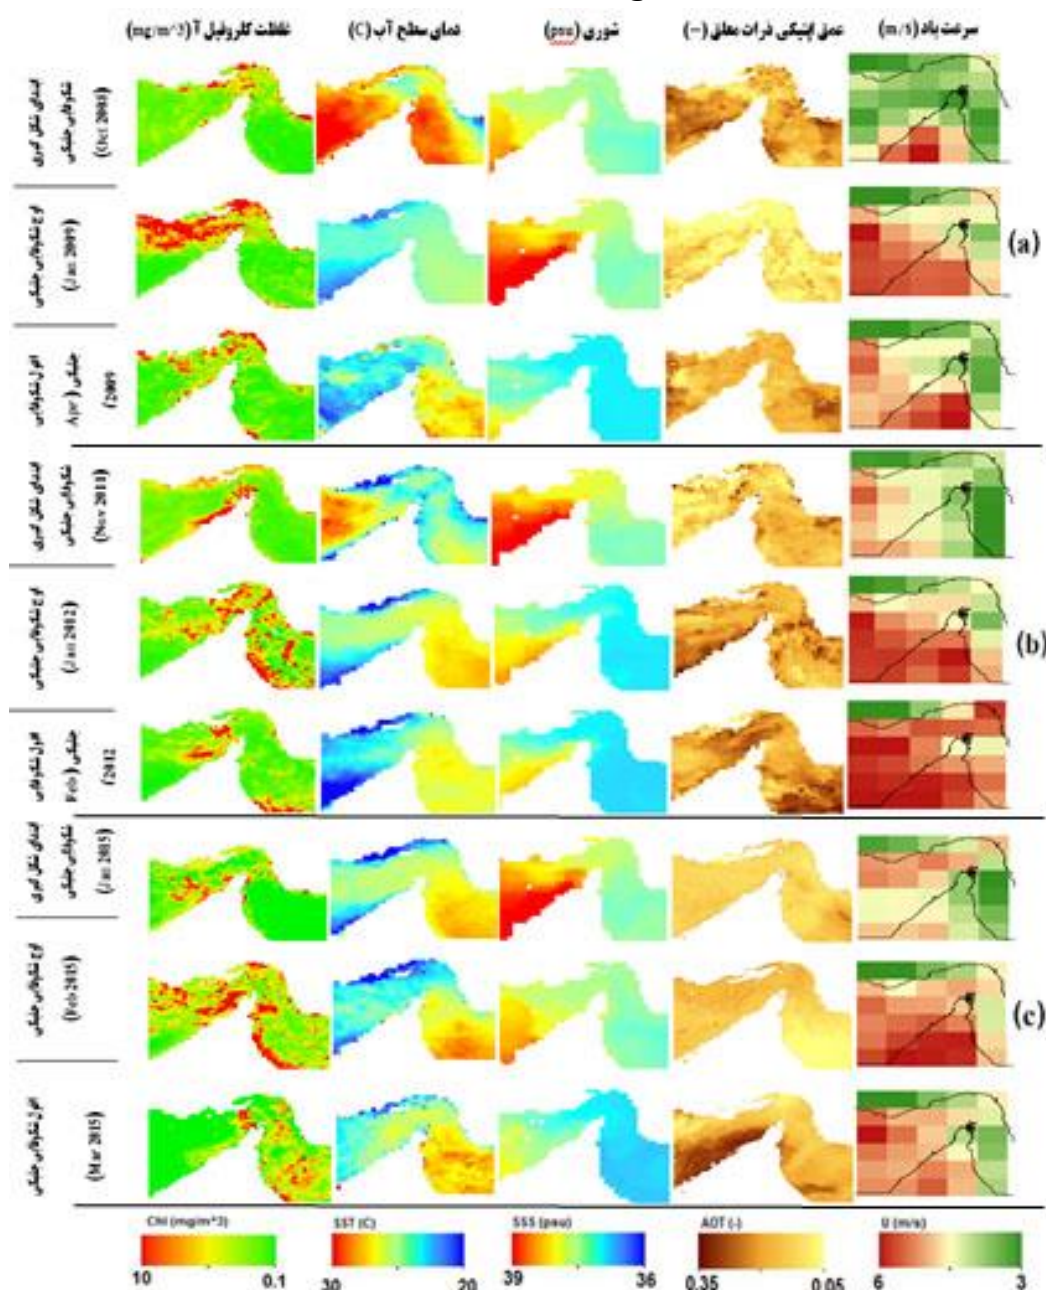 غلظت کلروفیل آ (mg/m^3)
دمای سطح آب (C)
شوری (psu)
عمق اپتیکی ذرات معلق (-)
سرعت باد (m/s)
ابتدای شکل گیری
شکوفایی جلبکی
(Oct 2008)
اوج شکوفایی جلبکی
(Jan 2009)
(a)
افول شکوفایی
جلبکی (Apr
2009)
ابتدای شکل گیری
شکوفایی جلبکی
(Nov 2011)
اوج شکوفایی جلبکی
(Jan 2012)
(b)
افول شکوفایی
جلبکی (Feb
2012)
ابتدای شکل گیری
شکوفایی جلبکی
(Jan 2015)
اوج شکوفایی جلبکی
(Feb 2015)
(c)
افول شکوفایی جلبکی
(Mar 2015)
Chl (mg/m^3)
10
0.1
SST (C)
30
20
SSS (psu)
39
36
AOT (-)
0.35
0.05
U (m/s)
6
3